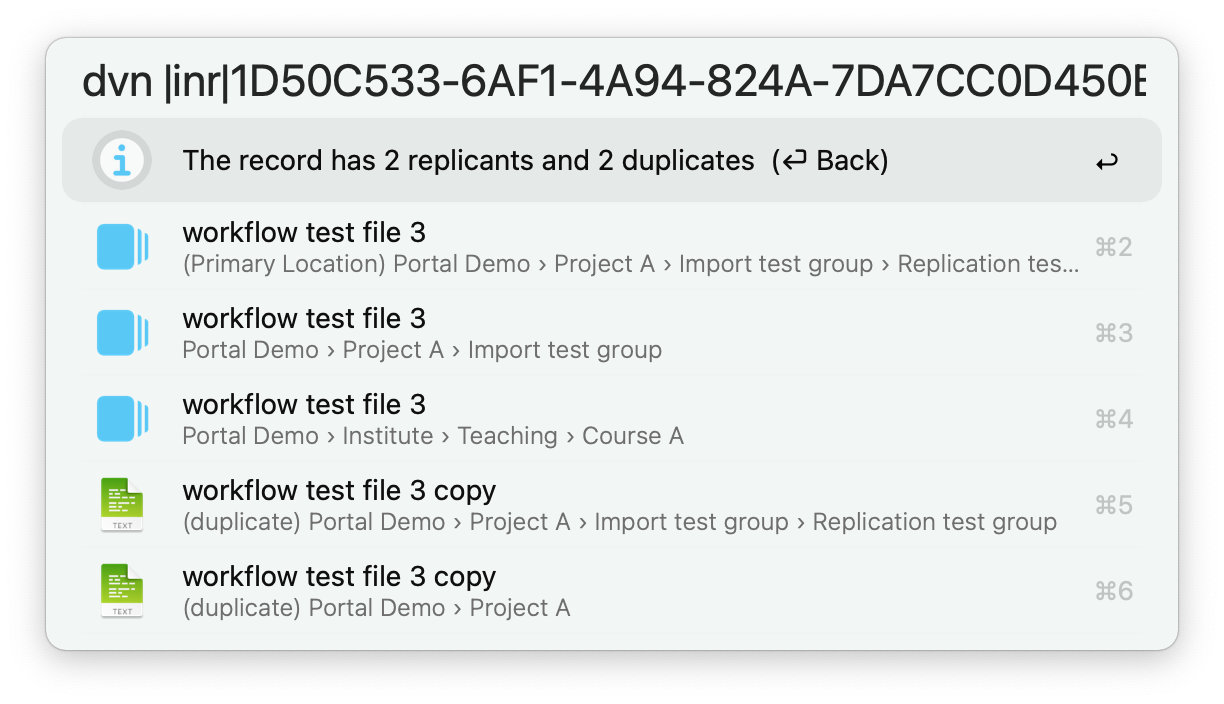 dvn |inr|1D50C533-6AF1-4A94-824A-7DA7CC0D450E
The record has 2 replicants and 2 duplicates (↩ Back) ↩
workflow test file 3
(Primary Location) Portal Demo › Project A › Import test group › Replication tes... ⌘2
workflow test file 3
Portal Demo › Project A › Import test group ⌘3
workflow test file 3
Portal Demo › Institute › Teaching › Course A ⌘4
TEXT
workflow test file 3 copy
(duplicate) Portal Demo › Project A › Import test group › Replication test group ⌘5
TEXT
workflow test file 3 copy
(duplicate) Portal Demo › Project A ⌘6